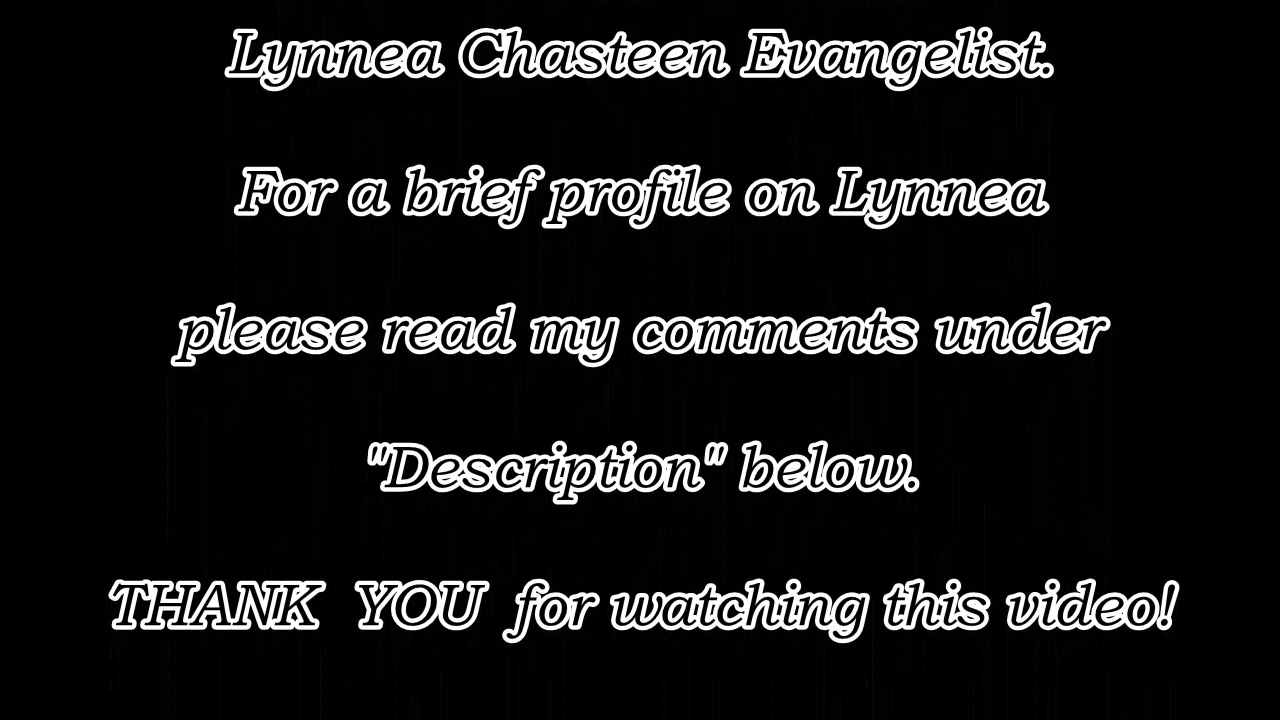 Lynnea Chasteen Evangelist.
For a brief profile on Lynnea
please read my comments under
"Description" below.
THANK  YOU  for watching this video!